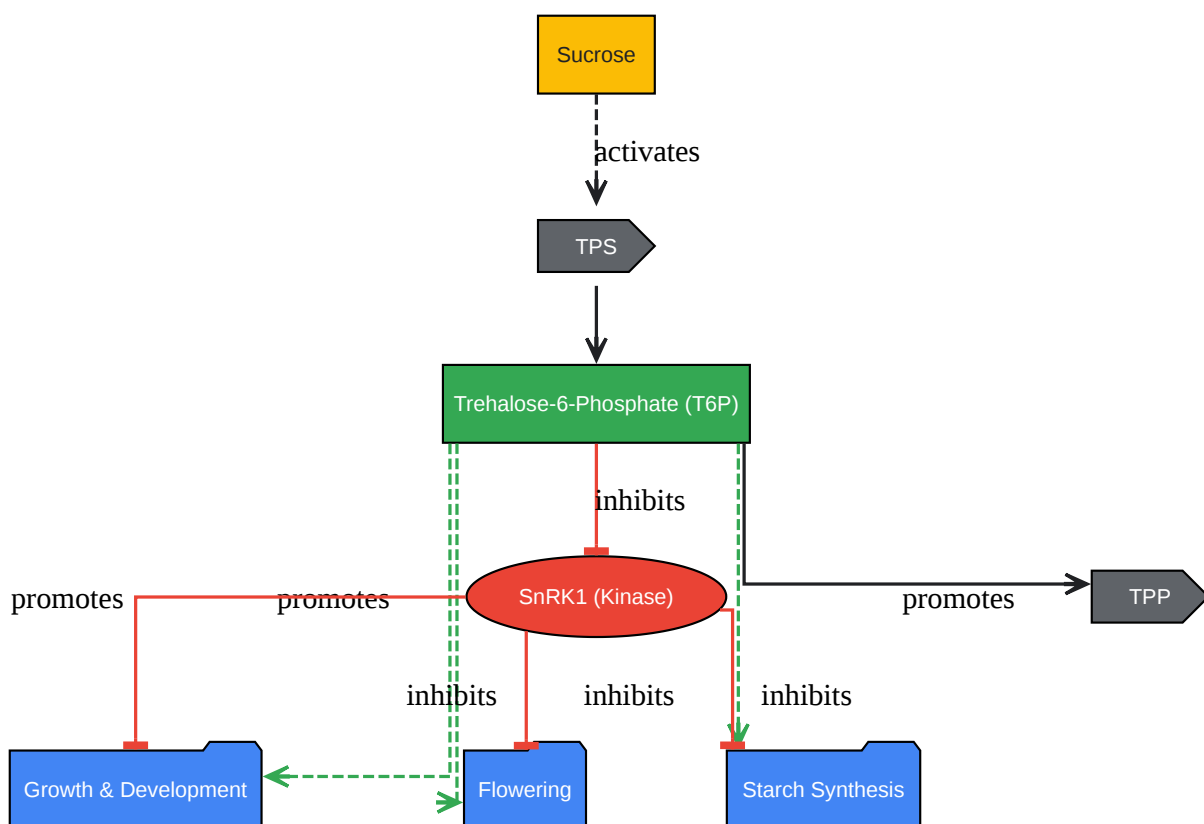 Sucrose
activates
TPS
Trehalose-6-Phosphate (T6P)
inhibits
promotes
promotes
SnRK1 (Kinase)
promotes
TPP
inhibits
inhibits
inhibits
Growth & Development
Flowering
Starch Synthesis